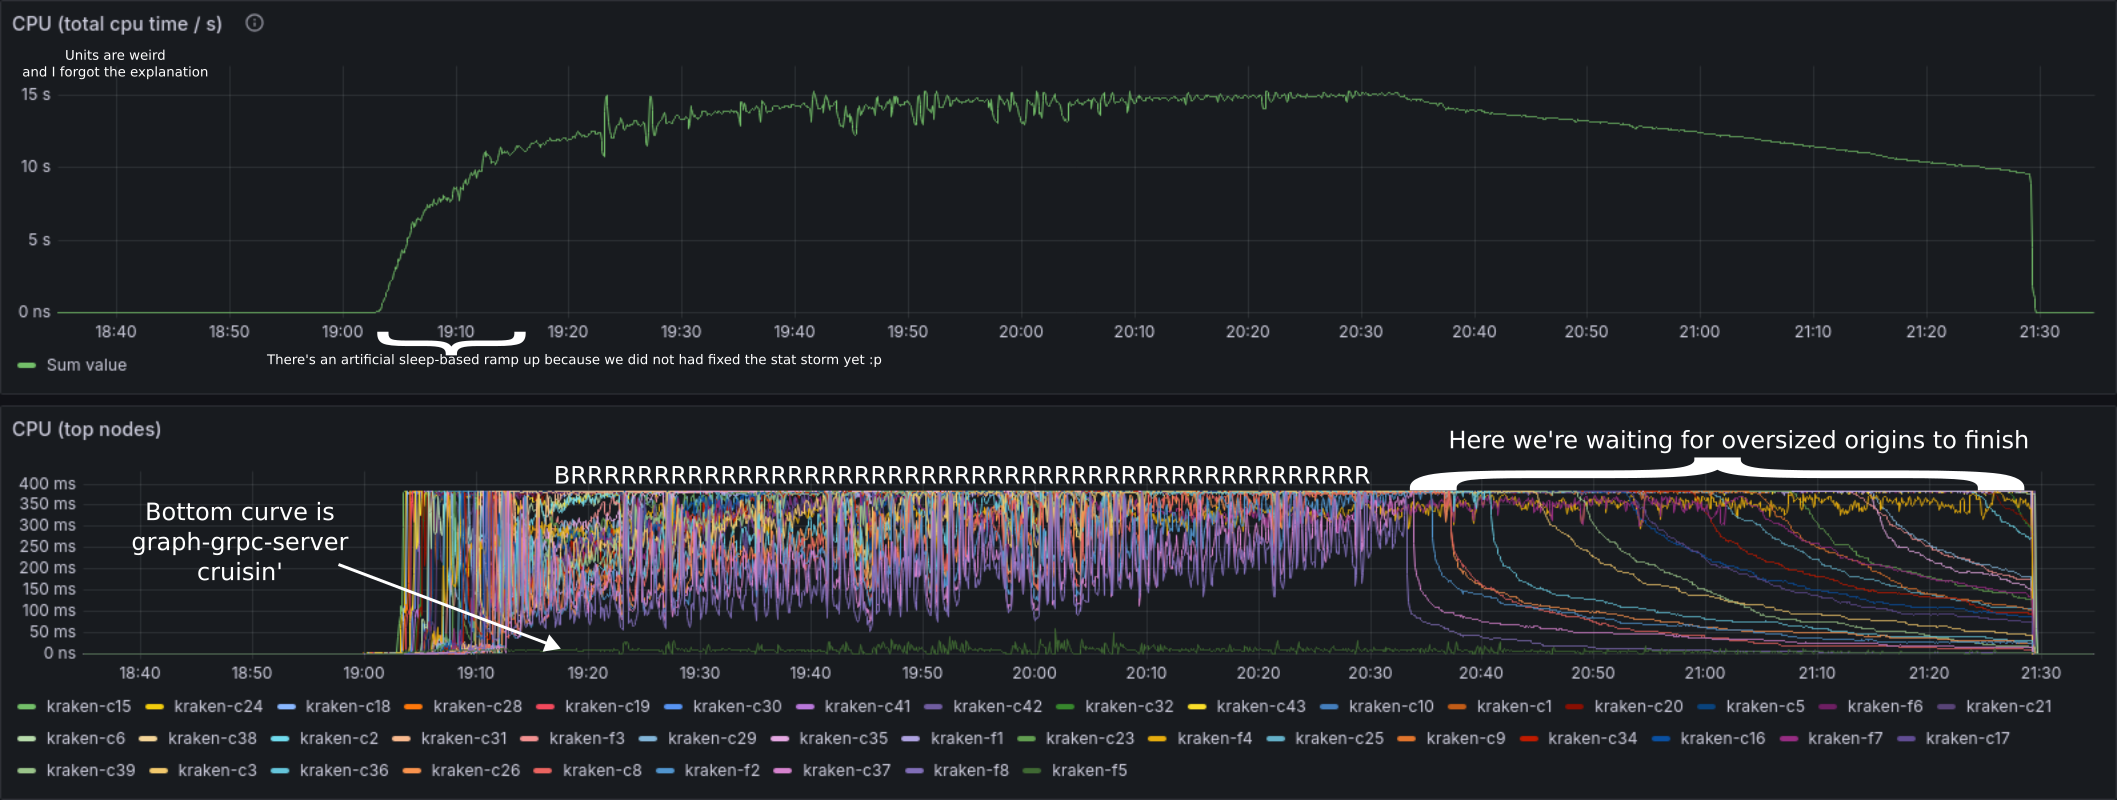 CPU (total cpu time / s)
Units are weird
and I forgot the explanation
15 s
10 s
5 s
0 ns
18:40 18:50 19:00 19:10 19:20 19:30 19:40 19:50 20:00 20:10 20:20 20:30 20:40 20:50 21:00 21:10 21:20 21:30
There's an artificial sleep-based ramp up because we did not had fixed the stat storm yet :p
Sum value
CPU (top nodes)
Here we're waiting for oversized origins to finish
BRRRRRRRRRRRRRRRRRRRRRRRRRRRRRRRRRRRRRRRRRRRRRRRR
Bottom curve is
graph-grpc-server
cruisin'
400 ms
350 ms
300 ms
250 ms
200 ms
150 ms
100 ms
50 ms
0 ns
18:40 18:50 19:00 19:10 19:20 19:30 19:40 19:50 20:00 20:10 20:20 20:30 20:40 20:50 21:00 21:10 21:20 21:30
kraken-c15 kraken-c24 kraken-c18 kraken-c28 kraken-c19 kraken-c30 kraken-c41 kraken-c42 kraken-c32 kraken-c43 kraken-c10 kraken-c1 kraken-c20 kraken-c5 kraken-f6 kraken-c21
kraken-c6 kraken-c38 kraken-c2 kraken-c31 kraken-f3 kraken-c29 kraken-c35 kraken-f1 kraken-c23 kraken-f4 kraken-c25 kraken-c9 kraken-c34 kraken-c16 kraken-f7 kraken-c17
kraken-c39 kraken-c3 kraken-c36 kraken-c26 kraken-c8 kraken-f2 kraken-c37 kraken-f8 kraken-f5